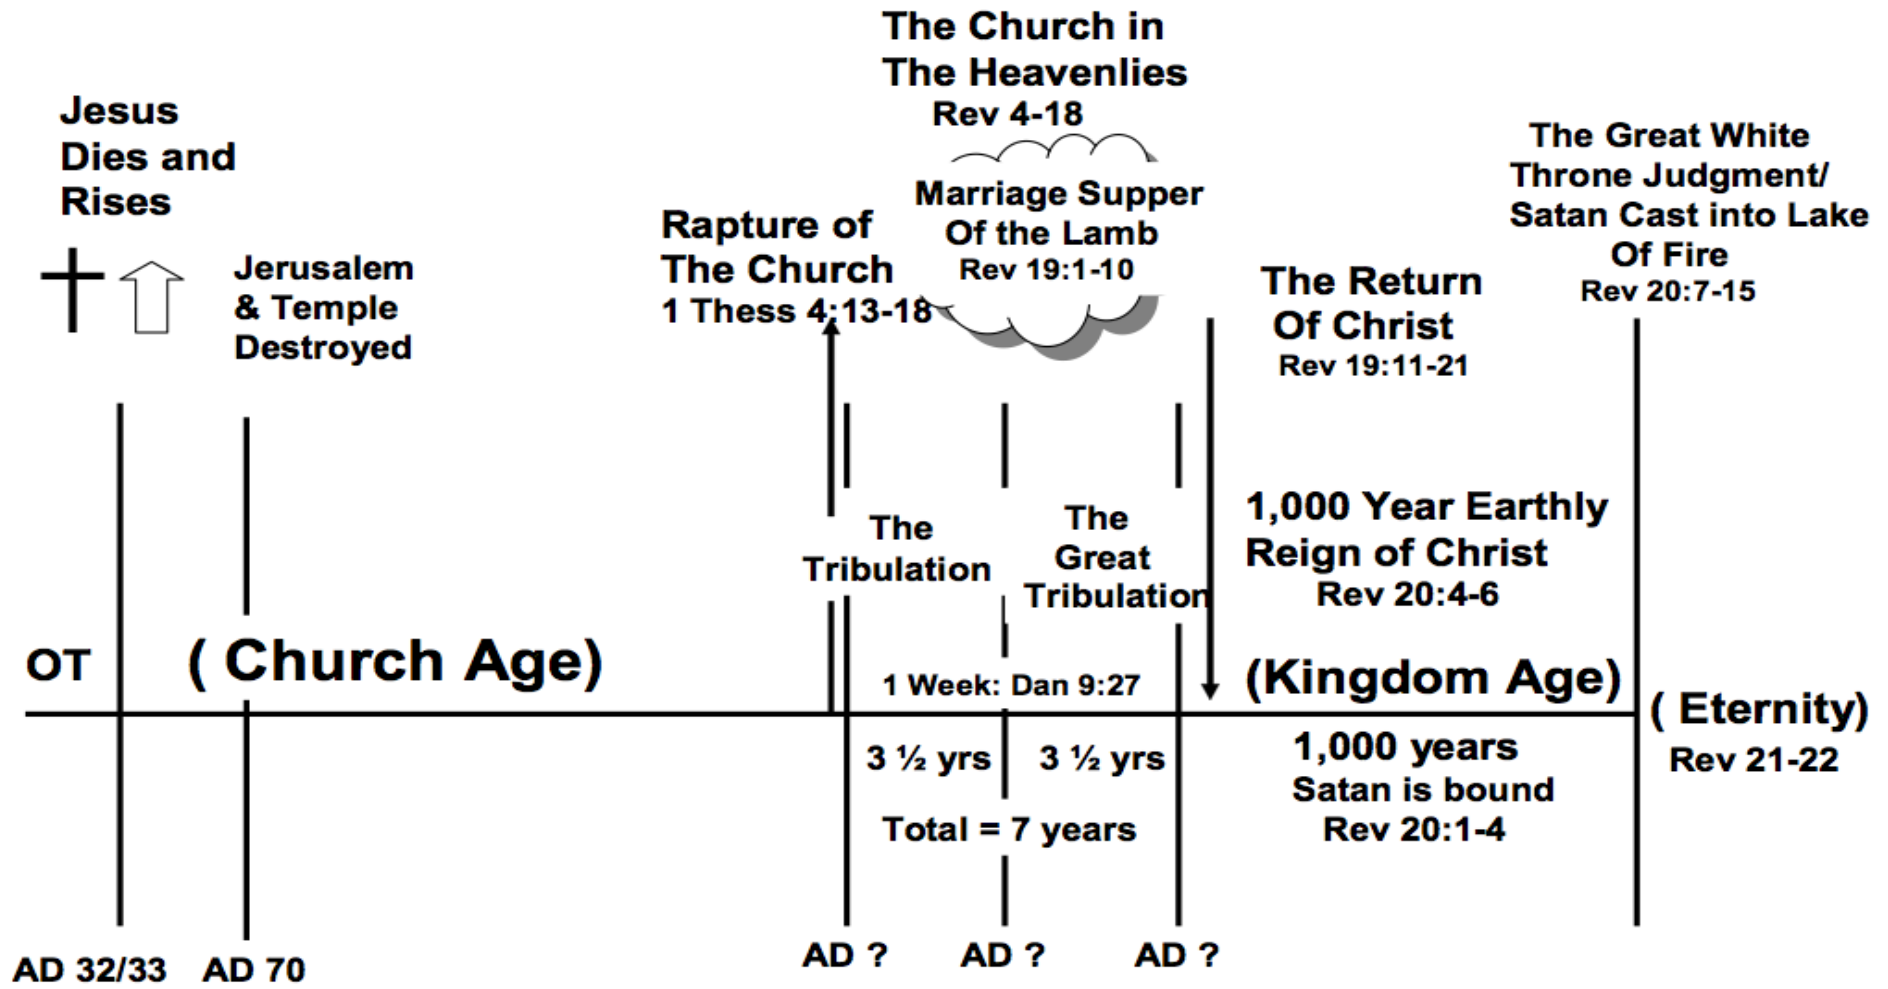 The Church in
The Heavenlies
Rev 4-18
Jesus
Dies and
Rises
Jerusalem
& Temple
Destroyed
Rapture of
The Church
1 Thess 4:13-18
Marriage Supper
Of the Lamb
Rev 19:1-10
The Return
Of Christ
Rev 19:11-21
The Great White
Throne Judgment/
Satan Cast into Lake
Of Fire
Rev 20:7-15
The
Tribulation
The
Great
Tribulation
1,000 Year Earthly
Reign of Christ
Rev 20:4-6
OT
( Church Age)
1 Week: Dan 9:27
(Kingdom Age)
( Eternity)
Rev 21-22
3 ½ yrs
3 ½ yrs
Total = 7 years
1,000 years
Satan is bound
Rev 20:1-4
AD 32/33
AD 70
AD ?
AD ?
AD ?